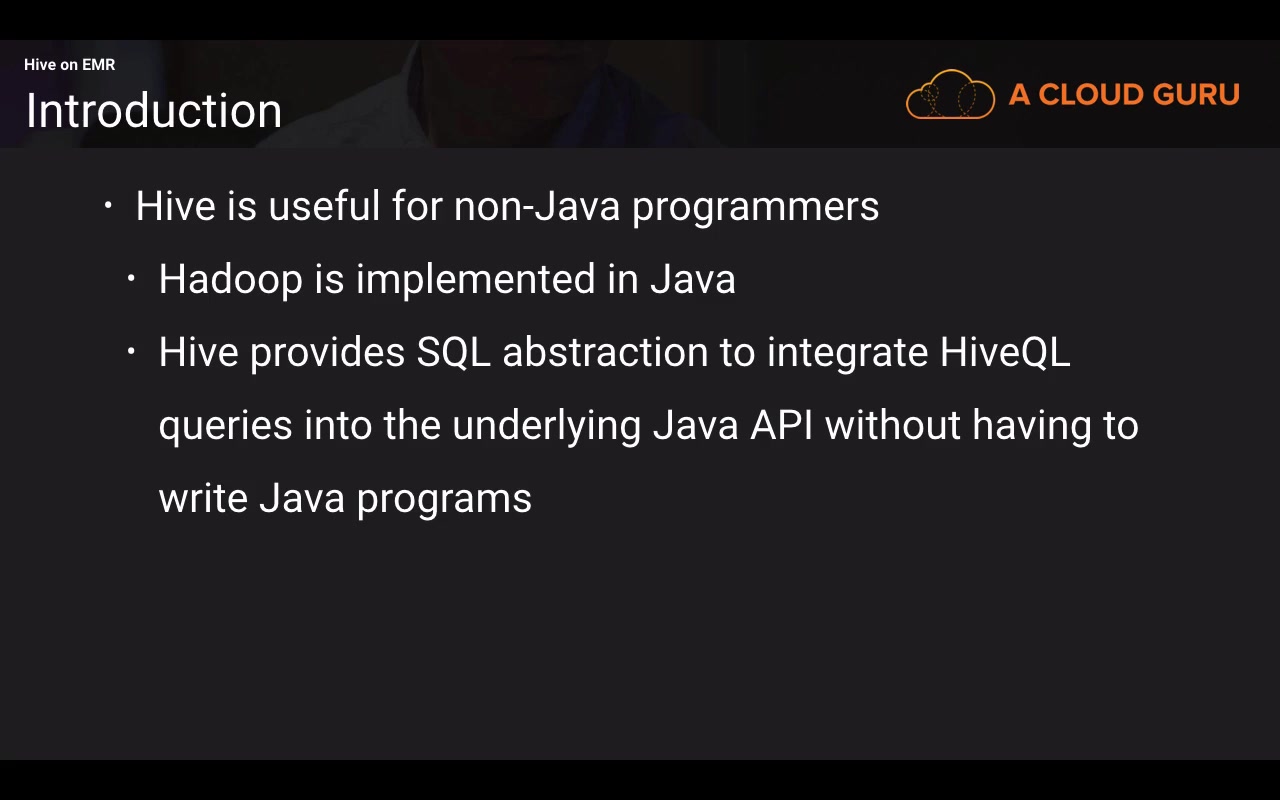 Hive on EMR
Introduction
A CLOUD GURU
• Hive is useful for non-Java programmers
• Hadoop is implemented in Java
• Hive provides SQL abstraction to integrate HiveQL
queries into the underlying Java API without having to
write Java programs